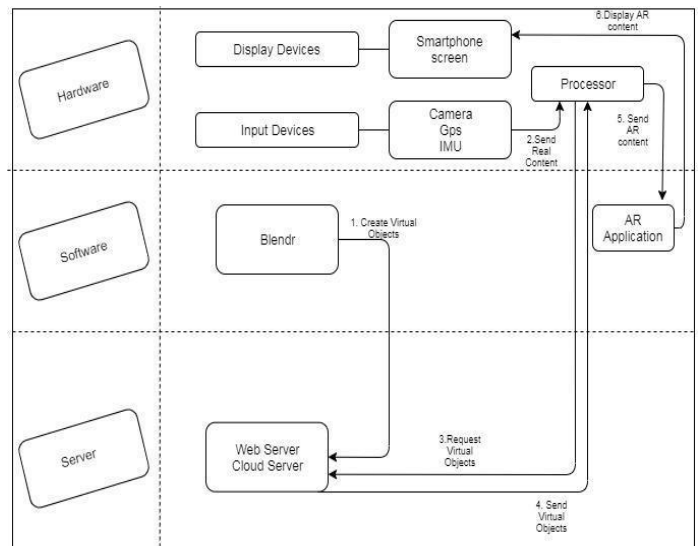 6.Display AR
content
Smartphone
screen
Display Devices
Hardware
Processor
Input Devices
Camera
Gps
IMU
2.Send
Real
Content
5. Send
AR
content
Software
Blendr
1. Create Virtual
Objects
AR
Application
Server
Web Server
Cloud Server
3.Request
Virtual
Objects
4. Send
Virtual
Objects